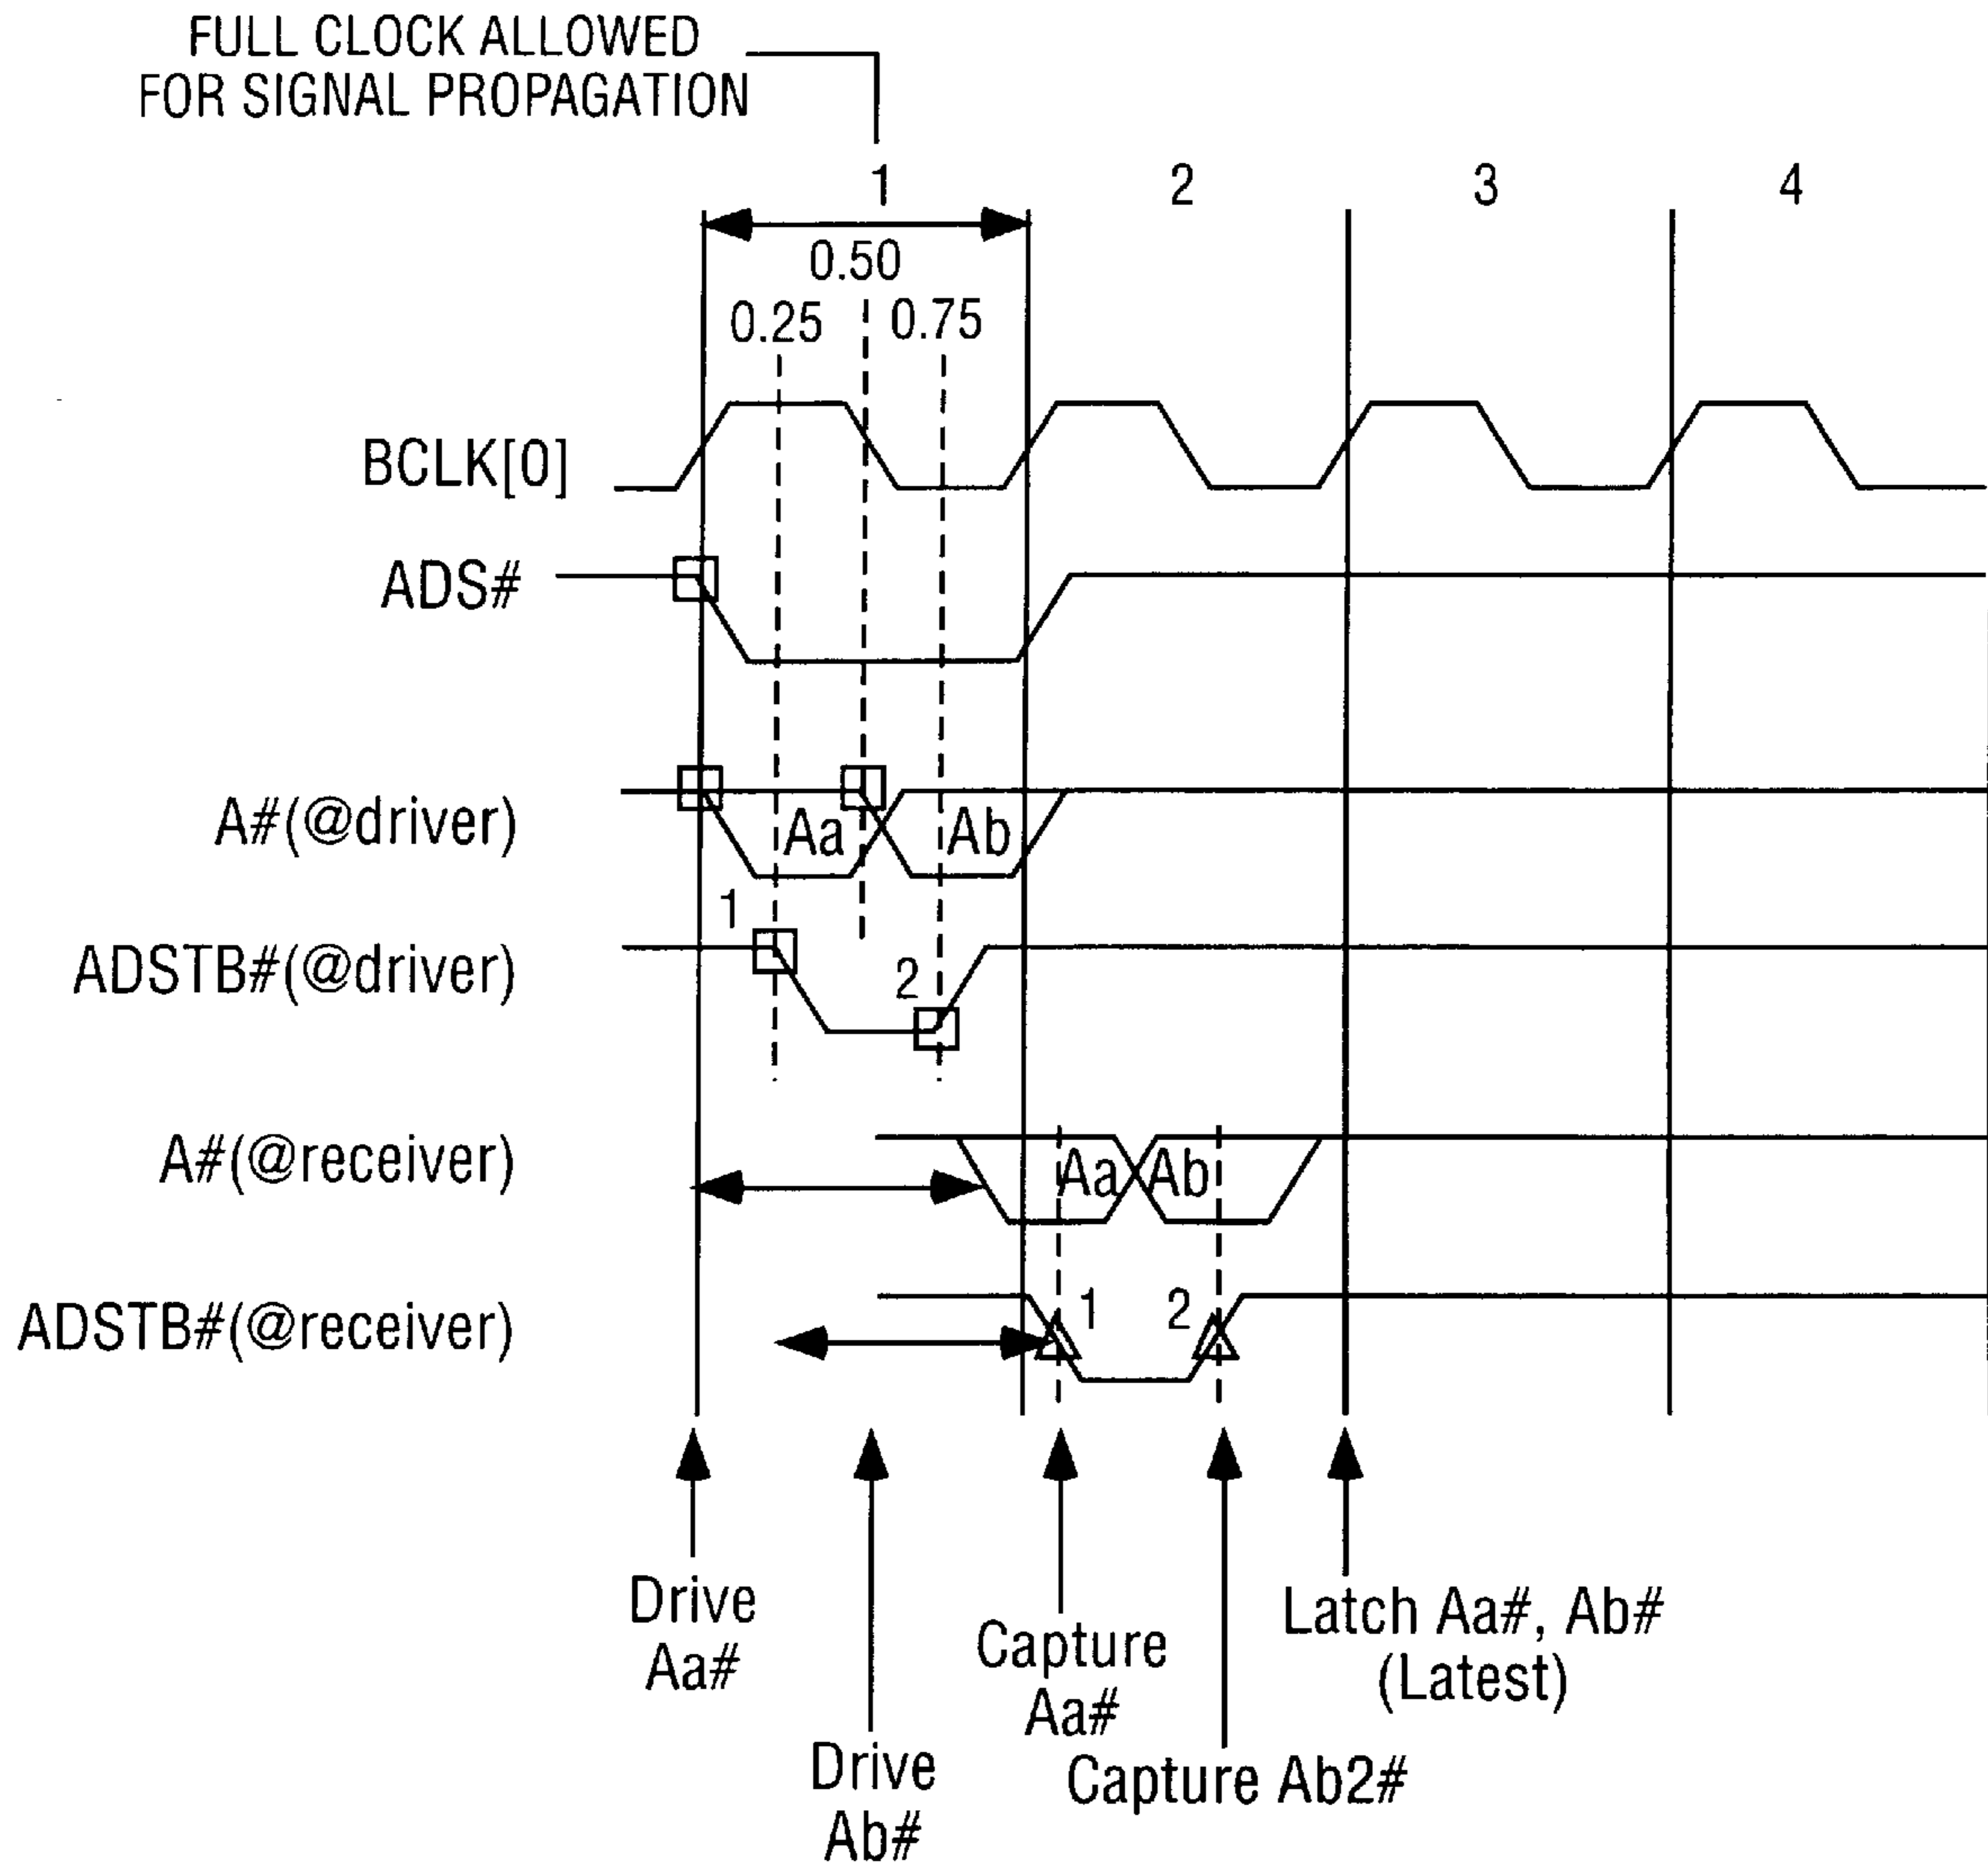 FULL CLOCK ALLOWED
FOR SIGNAL PROPAGATION
1
2
3
4
0.50
0.25
0.75
BCLK[0]
ADS#
A#(@driver)
Aa
Ab
1
ADSTB#(@driver)
2
A#(@receiver)
Aa
Ab
ADSTB#(@receiver)
1
2
Drive
Aa#
Drive
Ab#
Capture
Aa#
Capture Ab2#
Latch Aa#, Ab#
(Latest)